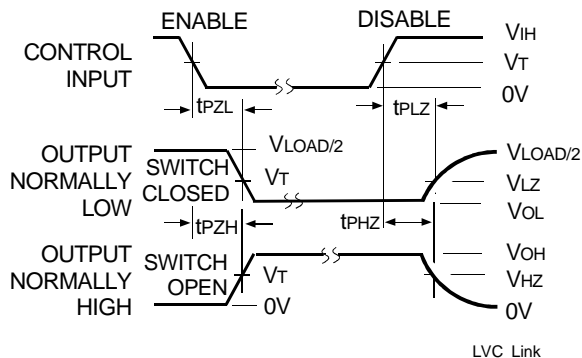 ENABLE DISABLE
CONTROL INPUT
VIH
VT
0V
tPZL
tPLZ
OUTPUT NORMALLY LOW
SWITCH CLOSED
VLOAD/2
VT
VLOAD/2
VLZ
VOL
tPZH
tPHZ
OUTPUT NORMALLY HIGH
SWITCH OPEN
VT
0V
VOH
VHZ
0V
LVC Link